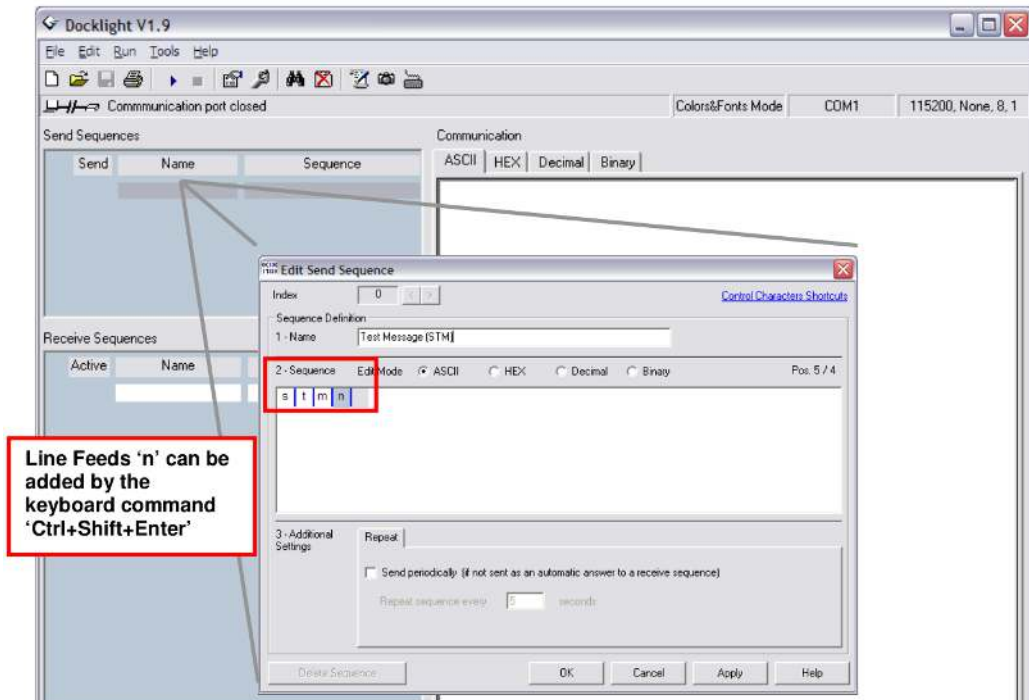 Docklight V1.9
File Edit Run Tools Help
Commmunication port closed
Colors&Fonts Mode COM1 115200, None, 8, 1
Send Sequences
Send Name Sequence
Communication
ASCII HEX Decimal Binary
Edit Send Sequence
Index 0 < > Control Characters Shortcuts
Sequence Definition
1 - Name Test Message (STM)
2 - Sequence Edit Mode ASCII HEX Decimal Binary Pos. 5 / 4
s t m n
Receive Sequences
Active Name
Line Feeds ‘n’ can be
added by the
keyboard command
‘Ctrl+Shift+Enter’
3 - Additional
Settings
Repeat
Send periodically (if not sent as an automatic answer to a receive sequence)
Repeat sequence every 5 seconds
Delete Sequence OK Cancel Apply Help